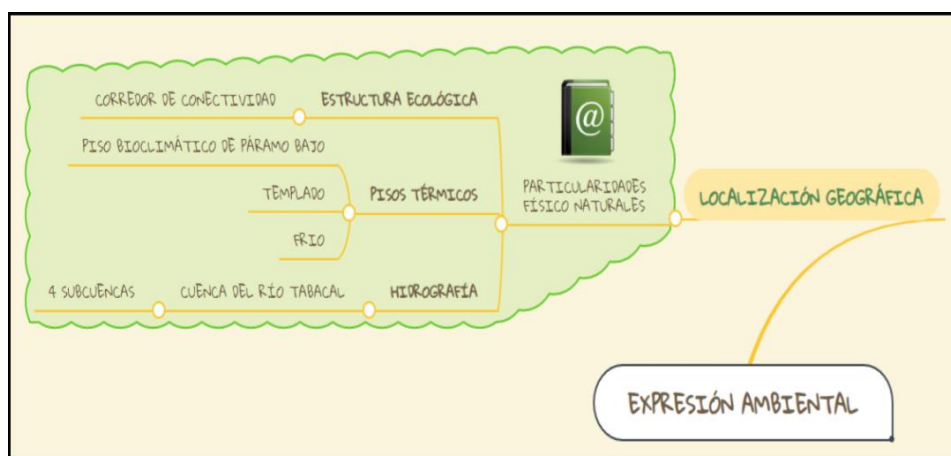 CORREDOR DE CONECTIVIDAD
ESTRUCTURA ECOLÓGICA
PISO BIOCLIMÁTICO DE PÁRAMO BAJO
TEMPLADO
PISOS TÉRMICOS
FRIO
4 SUBCUENCAS
CUENCA DEL RÍO TABACAL
HIDROGRAFÍA
@
PARTICULARIDADES
FÍSICO NATURALES
LOCALIZACIÓN GEOGRÁFICA
EXPRESIÓN AMBIENTAL